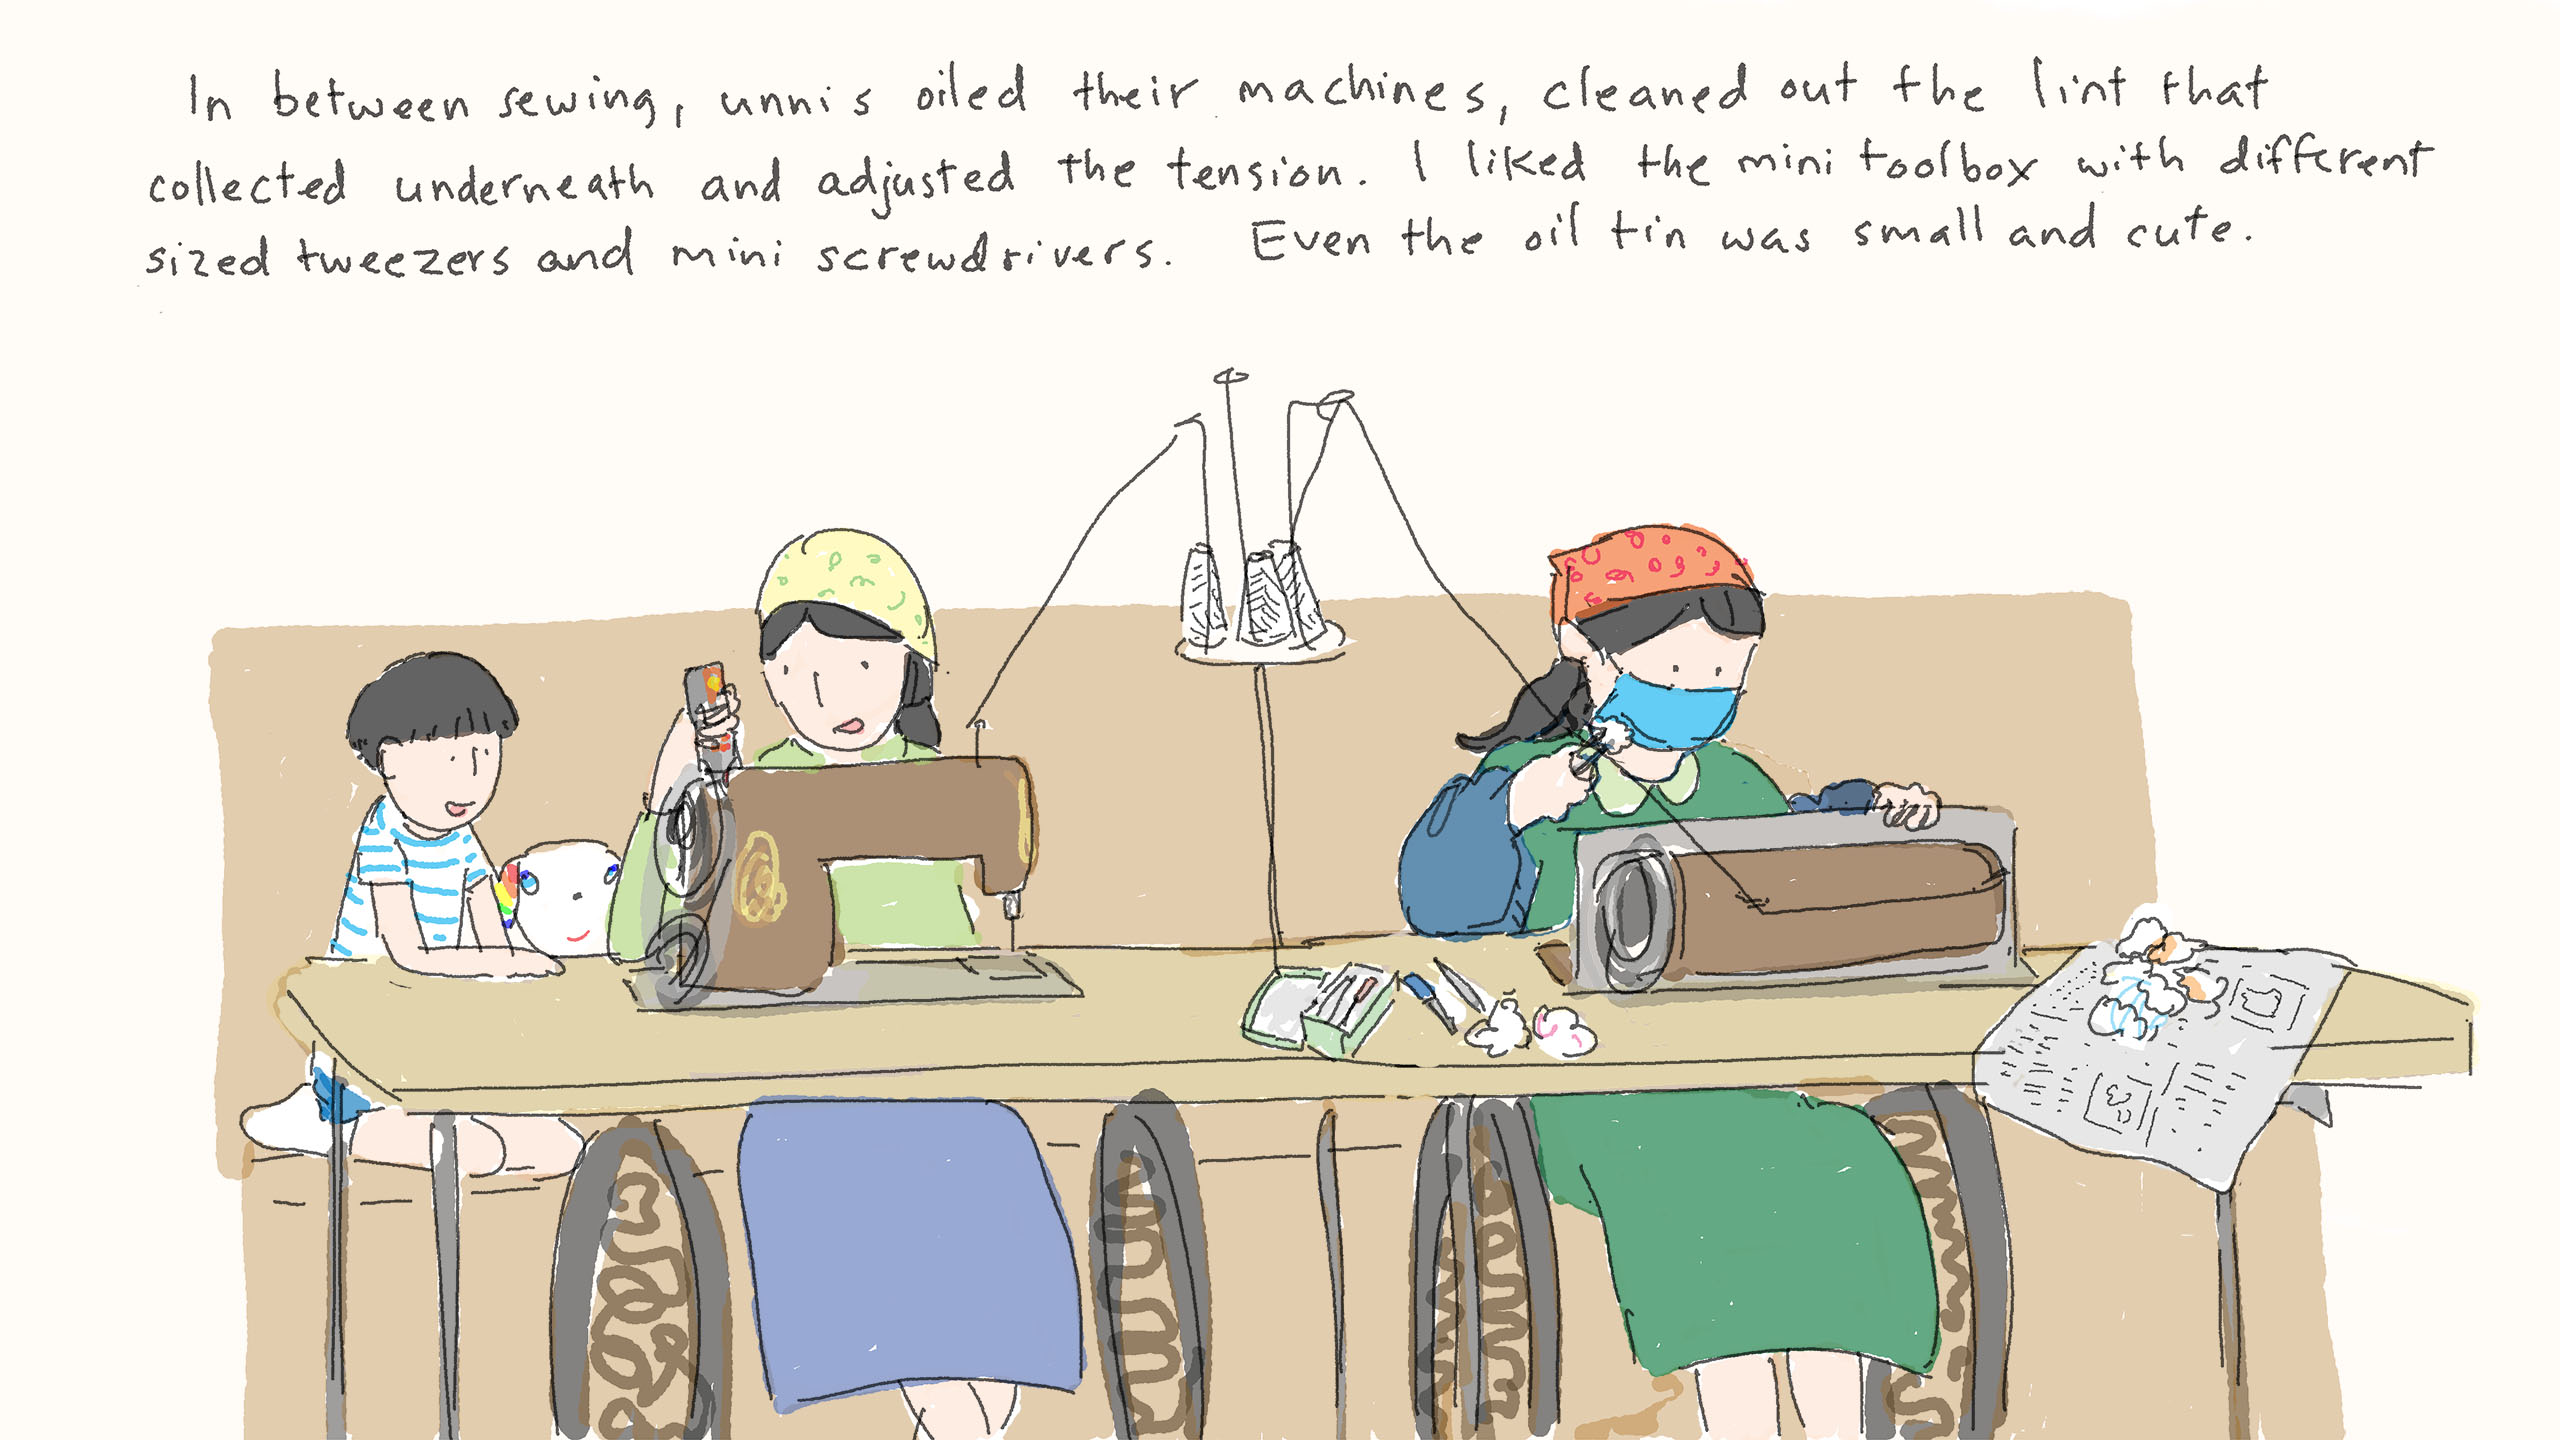 In between sewing, unnis oiled their machines, cleaned out the lint that
collected underneath and adjusted the tension. I liked the mini toolbox with different
sized tweezers and mini screwdrivers. Even the oil tin was small and cute.